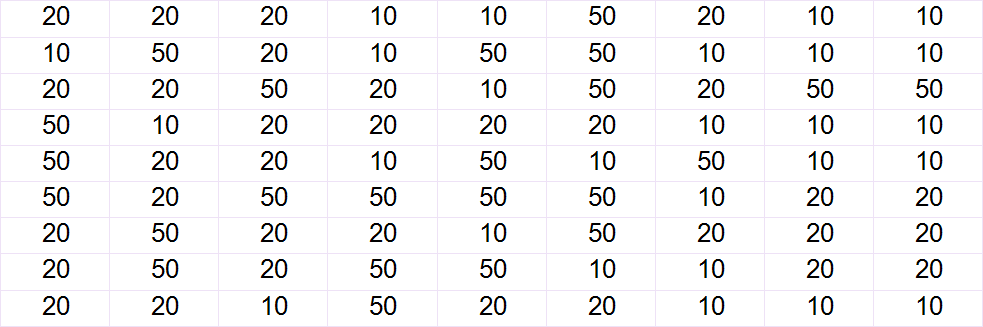 20 20 20 10 10 50 20 10 10
10 50 20 10 50 50 10 10 10
20 20 50 20 10 50 20 50 50
50 10 20 20 20 20 10 10 10
50 20 20 10 50 10 50 10 10
50 20 50 50 50 50 10 20 20
20 50 20 20 10 50 20 20 20
20 50 20 50 50 10 10 20 20
20 20 10 50 20 20 10 10 10